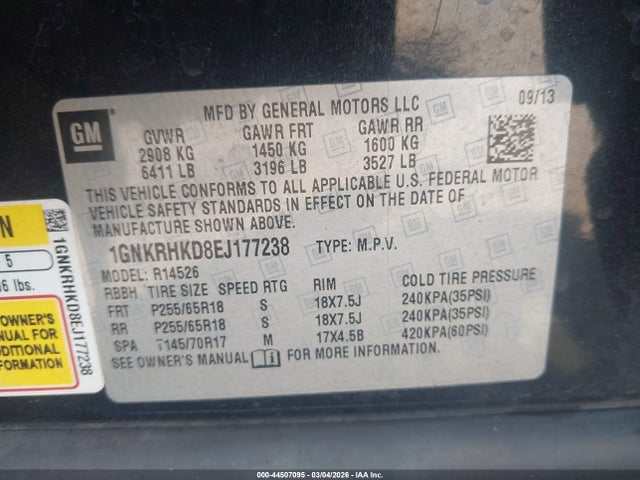 GM
MFD BY GENERAL MOTORS LLC 09/13
GVWR GAWR FRT GAWR RR
2908 KG 1450 KG 1600 KG
6411 LB 3196 LB 3527 LB
THIS VEHICLE CONFORMS TO ALL APPLICABLE U.S. FEDERAL MOTOR
VEHICLE SAFETY STANDARDS IN EFFECT ON THE DATE OF
MANUFACTURE SHOWN ABOVE.
1GNKRHKD8EJ177238 TYPE: M.P.V.
MODEL: R14526
RBBH TIRE SIZE SPEED RTG RIM COLD TIRE PRESSURE
FRT P255/65R18 S 18X7.5J 240KPA(35PSI)
RR P255/65R18 S 18X7.5J 240KPA(35PSI)
SPA T145/70R17 M 17X4.5B 420KPA(60PSI)
SEE OWNER'S MANUAL FOR MORE INFORMATION.
N
5
6 lbs.
OWNER'S
MANUAL FOR
ADDITIONAL
FORMATION
1GNKRHKD8EJ177238
000-44507095 - 03/04/2026 - IAAI, Inc.